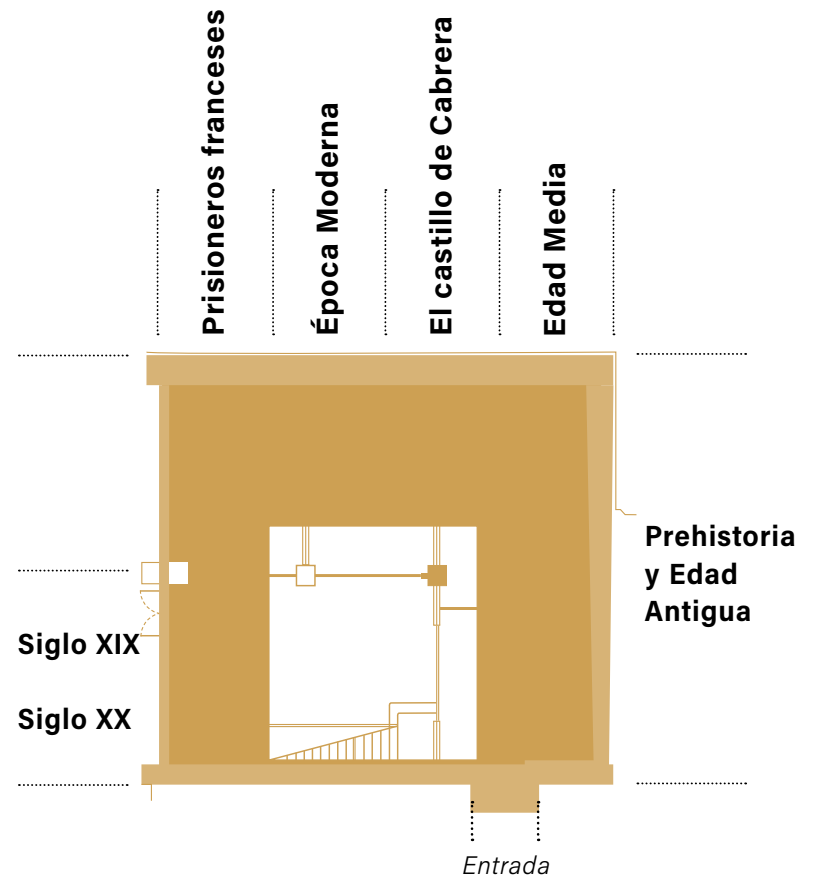 Prisioneros franceses
Época Moderna
El castillo de Cabrera
Edad Media
Prehistoria
y Edad
Antigua
Siglo XIX
Siglo XX
Entrada